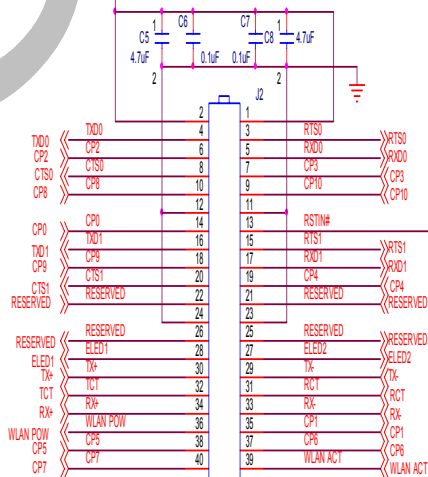 1 C5 4.7uF 2
C6 0.1uF
C7 0.1uF
C8 1 4.7uF 2
J2
2 1
TXD0 TXD0 4 3 RTS0 RTS0
CP2 CP2 6 5 RXD0 RXD0
CTS0 CTS0 8 7 CP3 CP3
CP8 CP8 10 9 CP10 CP10
12 11
CP0 CP0 14 13 RSTIN#
TXD1 TXD1 16 15 RTS1 RTS1
CP9 CP9 18 17 RXD1 RXD1
CTS1 CTS1 20 19 CP4 CP4
RESERVED RESERVED 22 21 RESERVED RESERVED
24 23
RESERVED RESERVED 26 25 RESERVED RESERVED
ELED1 ELED1 28 27 ELED2 ELED2
TX+ TX+ 30 29 TX- TX-
TCT TCT 32 31 RCT RCT
RX+ RX+ 34 33 RX- RX-
WLAN POW WLAN POW 36 35 CP1 CP1
CP5 CP5 38 37 CP6 CP6
CP7 CP7 40 39 WLAN ACT WLAN ACT